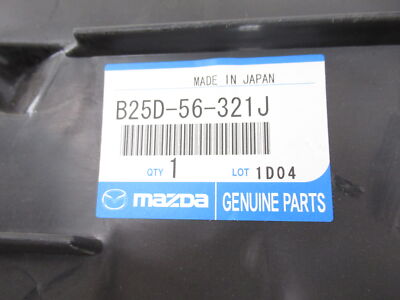 MADE IN JAPAN
B25D-56-321J
QTY 1 LOT 1D04
mazda GENUINE PARTS